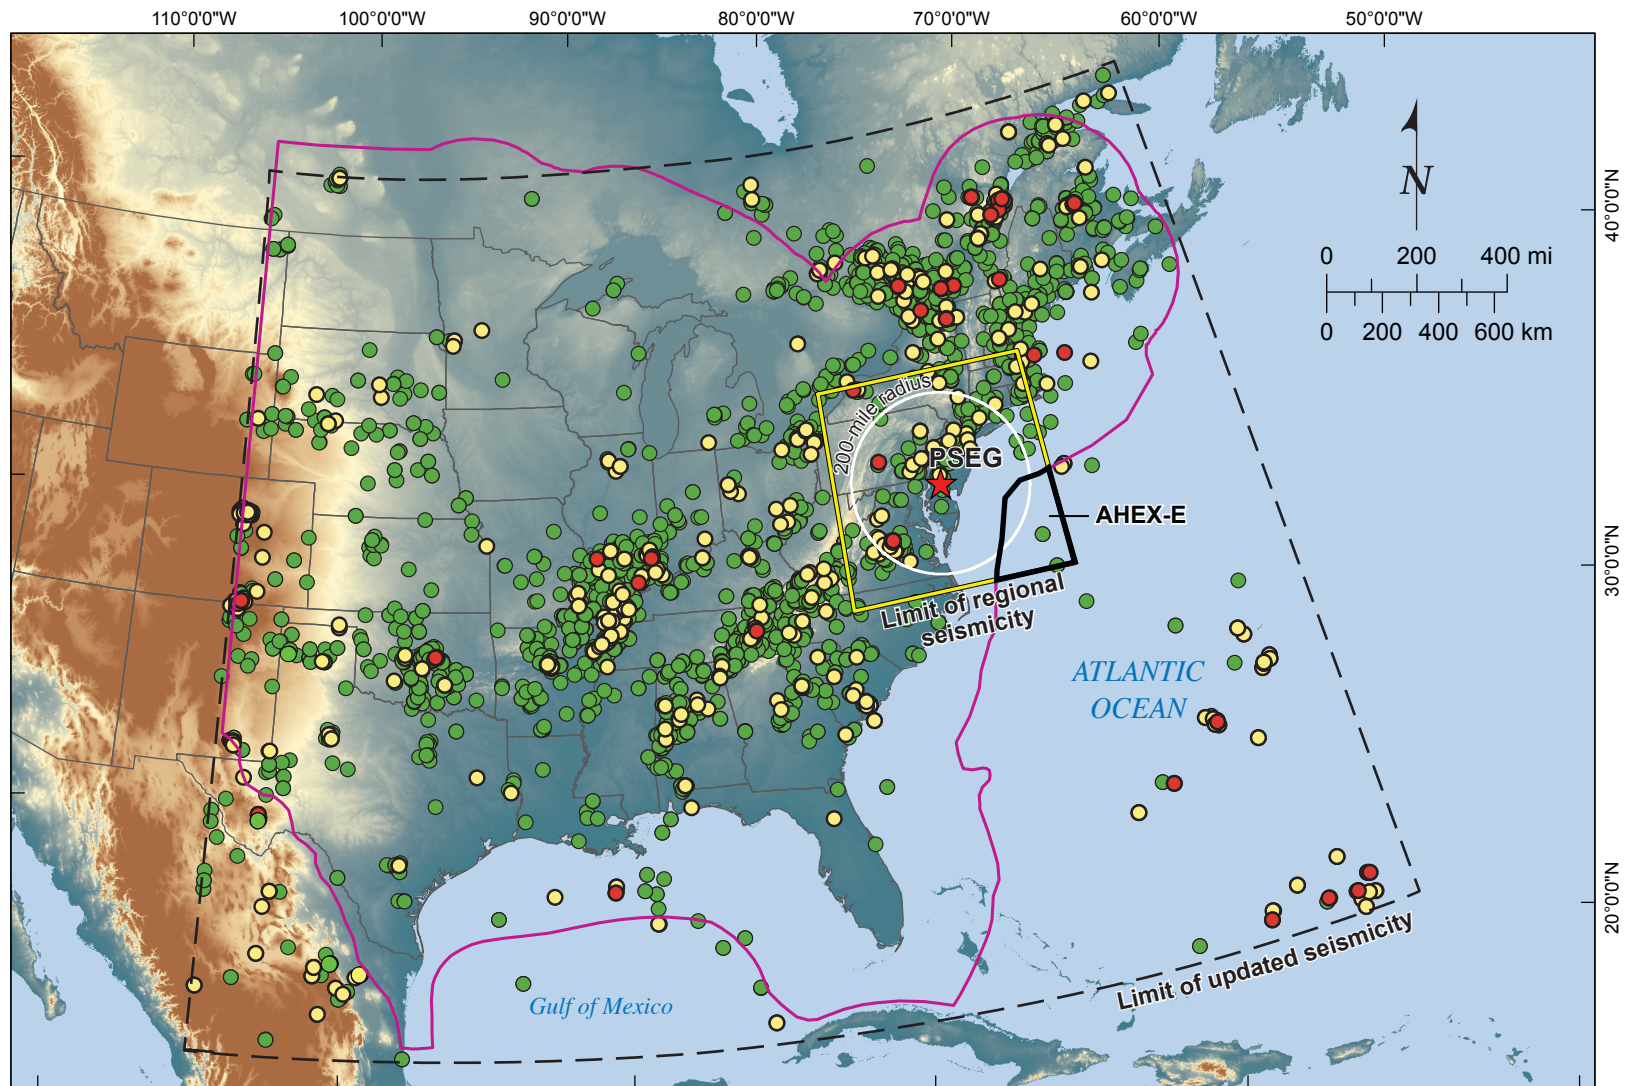 110°0'0"W
100°0'0"W
90°0'0"W
80°0'0"W
70°0'0"W
60°0'0"W
50°0'0"W
40°0'0"N
N
0 200 400 mi
0 200 400 600 km
200-mile radius
PSEG
AHEX-E
30°0'0"N
Limit of regional
seismicity
ATLANTIC
OCEAN
20°0'0"N
Limit of updated seismicity
Gulf of Mexico